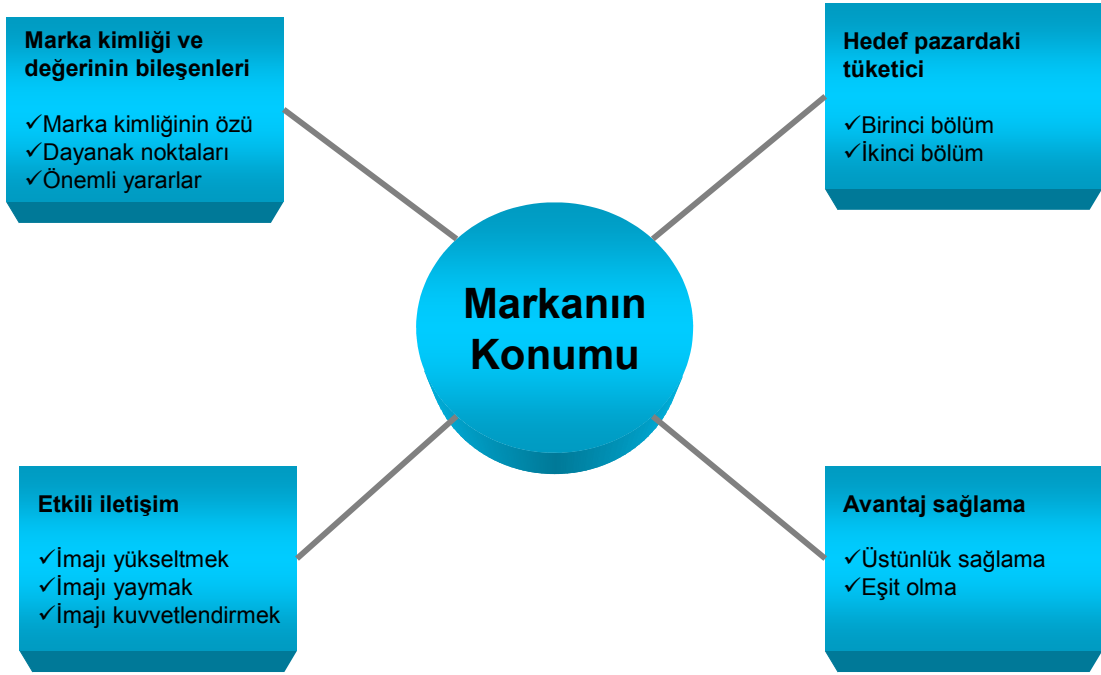 Marka kimliği ve
değerinin bileşenleri
✓Marka kimliğinin özü
✓Dayanak noktaları
✓Önemli yararlar
Hedef pazardaki
tüketici
✓Birinci bölüm
✓İkinci bölüm
Markanın
Konumu
Etkili iletişim
✓İmajı yükseltmek
✓İmajı yaymak
✓İmajı kuvvetlendirmek
Avantaj sağlama
✓Üstünlük sağlama
✓Eşit olma